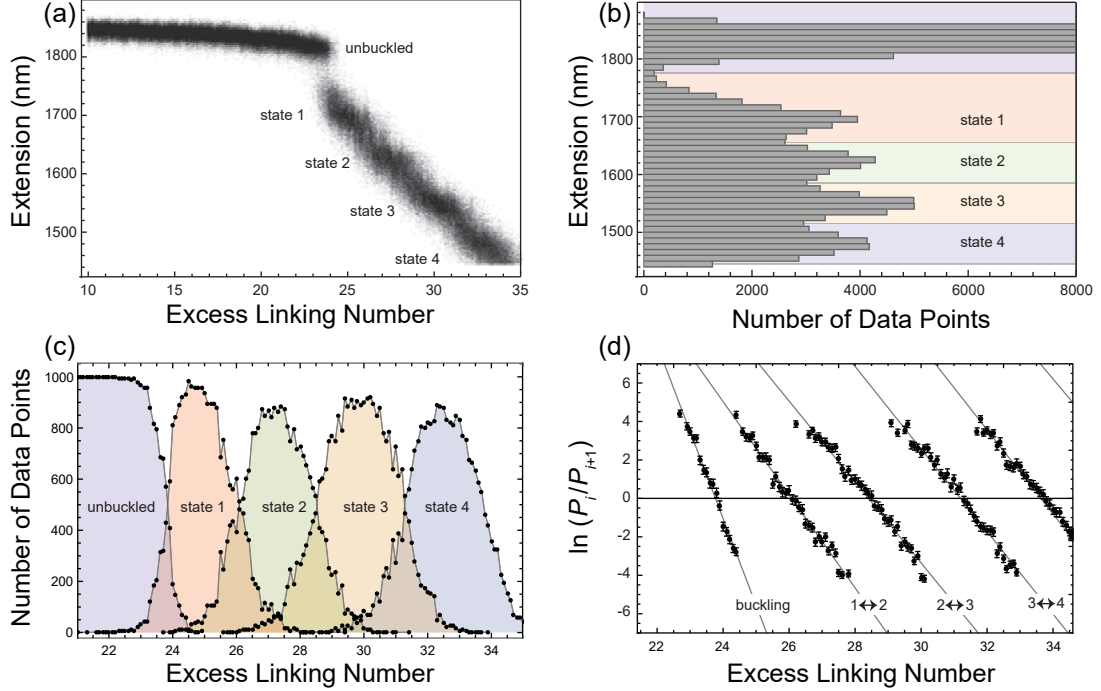 (a)
Extension (nm)
1800
1700
1600
1500
unbuckled
state 1
state 2
state 3
state 4
10
15
20
25
30
35
Excess Linking Number
(b)
Extension (nm)
1800
1700
1600
1500
state 1
state 2
state 3
state 4
0
2000
4000
6000
8000
Number of Data Points
(c)
Number of Data Points
1000
800
600
400
200
0
unbuckled
state 1
state 2
state 3
state 4
22
24
26
28
30
32
34
Excess Linking Number
(d)
ln (Pi/Pi+1)
6
4
2
0
-2
-4
-6
buckling
1↔2
2↔3
3↔4
22
24
26
28
30
32
34
Excess Linking Number